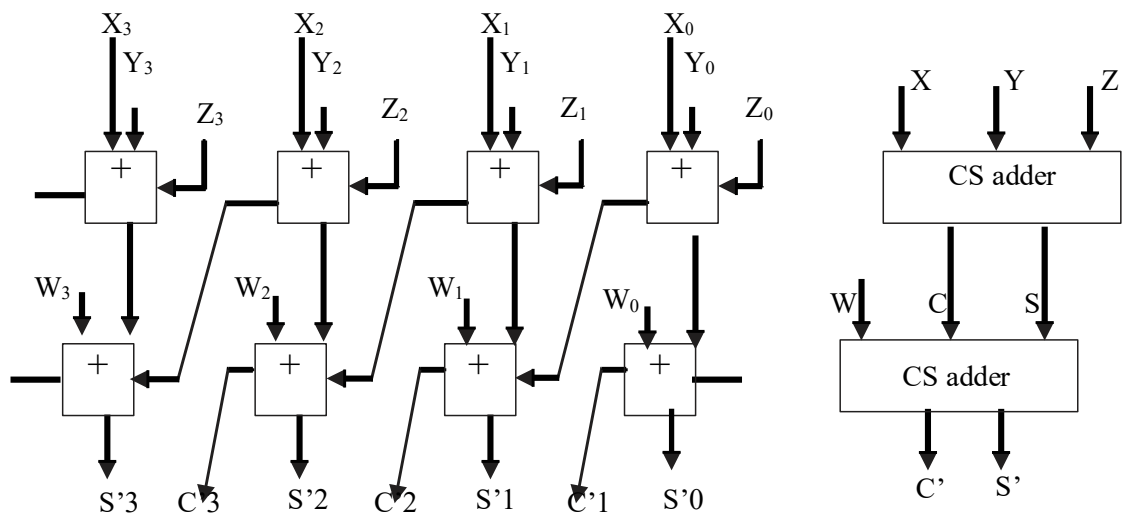 X₃ X₂ X₁ X₀
Y₃ Y₂ Y₁ Y₀ X Y Z
Z₃ Z₂ Z₁ Z₀
+ + + + CS adder
W₃ W₂ W₁ W₀ W C S
+ + + + CS adder
S'3 C'3 S'2 C'2 S'1 C'1 S'0 C' S'